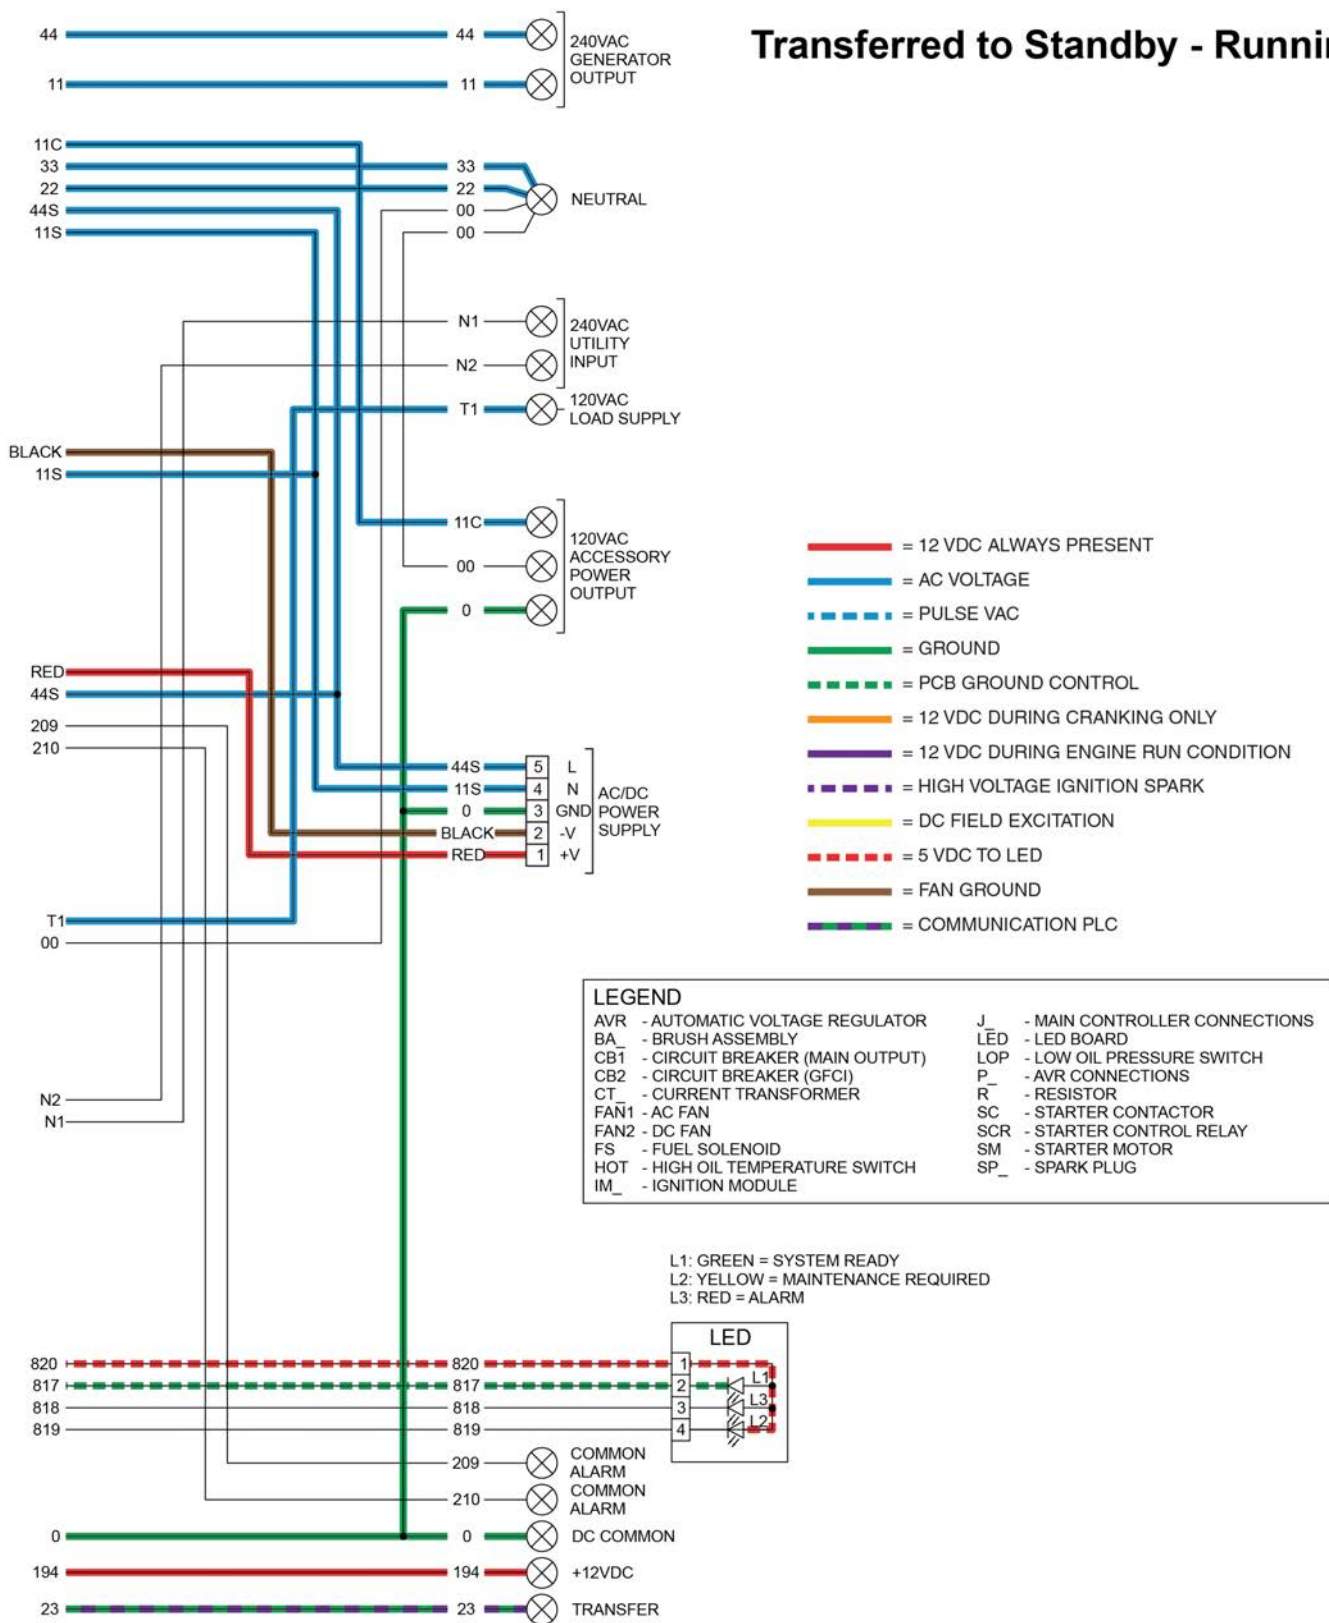 Transferred to Standby - Runnin
44 44
240VAC
GENERATOR
OUTPUT
11 11
11C
33 33
22 22
NEUTRAL
44S 00
11S 00
N1
240VAC
UTILITY
INPUT
N2
T1
120VAC
LOAD SUPPLY
BLACK
11S
11C
120VAC
ACCESSORY
POWER
OUTPUT
00
0
RED
44S
209
210
44S 5 L
11S 4 N
0 3 GND
BLACK 2 -V
RED 1 +V
AC/DC
POWER
SUPPLY
T1
00
N2
N1
= 12 VDC ALWAYS PRESENT
= AC VOLTAGE
= PULSE VAC
= GROUND
= PCB GROUND CONTROL
= 12 VDC DURING CRANKING ONLY
= 12 VDC DURING ENGINE RUN CONDITION
= HIGH VOLTAGE IGNITION SPARK
= DC FIELD EXCITATION
= 5 VDC TO LED
= FAN GROUND
= COMMUNICATION PLC
LEGEND
AVR - AUTOMATIC VOLTAGE REGULATOR
BA_ - BRUSH ASSEMBLY
CB1 - CIRCUIT BREAKER (MAIN OUTPUT)
CB2 - CIRCUIT BREAKER (GFCI)
CT_ - CURRENT TRANSFORMER
FAN1 - AC FAN
FAN2 - DC FAN
FS - FUEL SOLENOID
HOT - HIGH OIL TEMPERATURE SWITCH
IM_ - IGNITION MODULE
J_ - MAIN CONTROLLER CONNECTIONS
LED - LED BOARD
LOP - LOW OIL PRESSURE SWITCH
P_ - AVR CONNECTIONS
R - RESISTOR
SC - STARTER CONTACTOR
SCR - STARTER CONTROL RELAY
SM - STARTER MOTOR
SP_ - SPARK PLUG
L1: GREEN = SYSTEM READY
L2: YELLOW = MAINTENANCE REQUIRED
L3: RED = ALARM
LED
820 820 1
817 817 2 L1
818 818 3 L3
819 819 4 L2
209
COMMON
ALARM
210
COMMON
ALARM
0 0 DC COMMON
194 194 +12VDC
23 23 TRANSFER